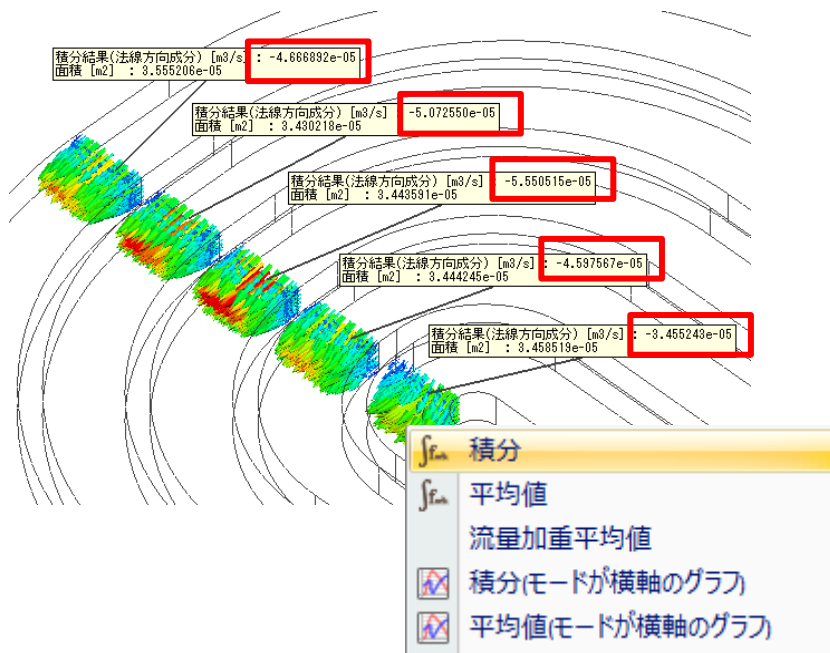 積分結果(法線方向成分) [m3/s] : -4.666892e-05
面積 [m2] : 3.555206e-05
積分結果(法線方向成分) [m3/s] : -5.072550e-05
面積 [m2] : 3.430218e-05
積分結果(法線方向成分) [m3/s] : -5.550515e-05
面積 [m2] : 3.443591e-05
積分結果(法線方向成分) [m3/s] : -4.597567e-05
面積 [m2] : 3.444245e-05
積分結果(法線方向成分) [m3/s] : -3.455243e-05
面積 [m2] : 3.458519e-05
積分
平均値
流量加重平均値
積分(モードが横軸のグラフ)
平均値(モードが横軸のグラフ)